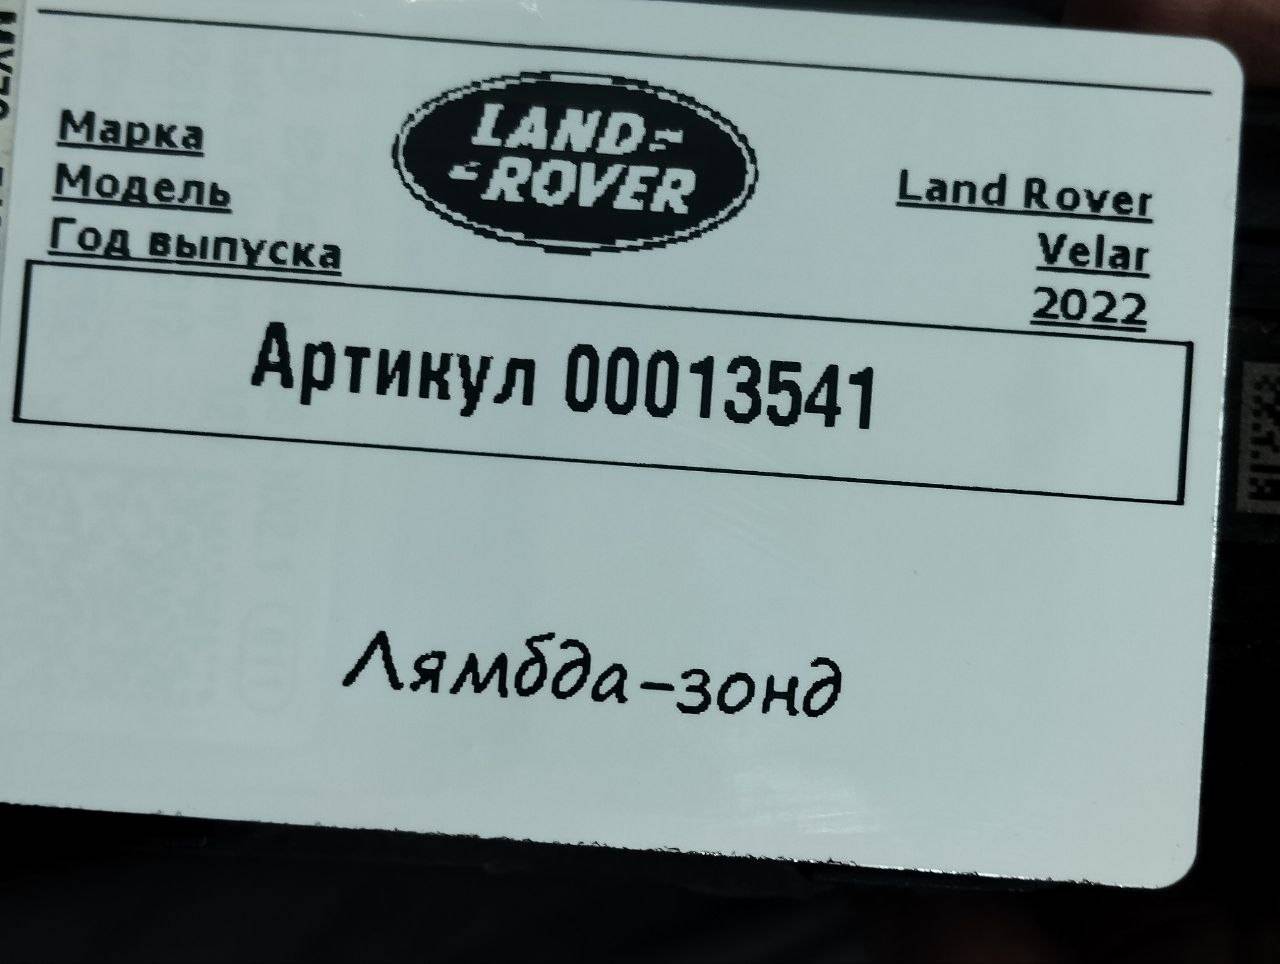 LAND
ROVER
Марка
Модель
Год выпуска
Land Rover
Velar
2022
Артикул 00013541
Лямбда-зонд